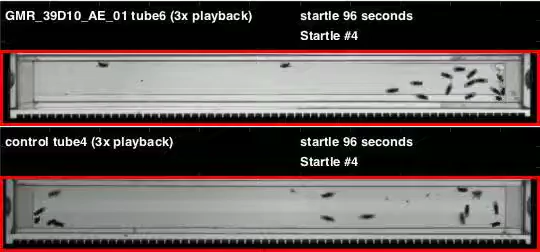 GMR_39D10_AE_01 tube6 (3x playback) startle 96 seconds
Startle #4
control tube4 (3x playback) startle 96 seconds
Startle #4